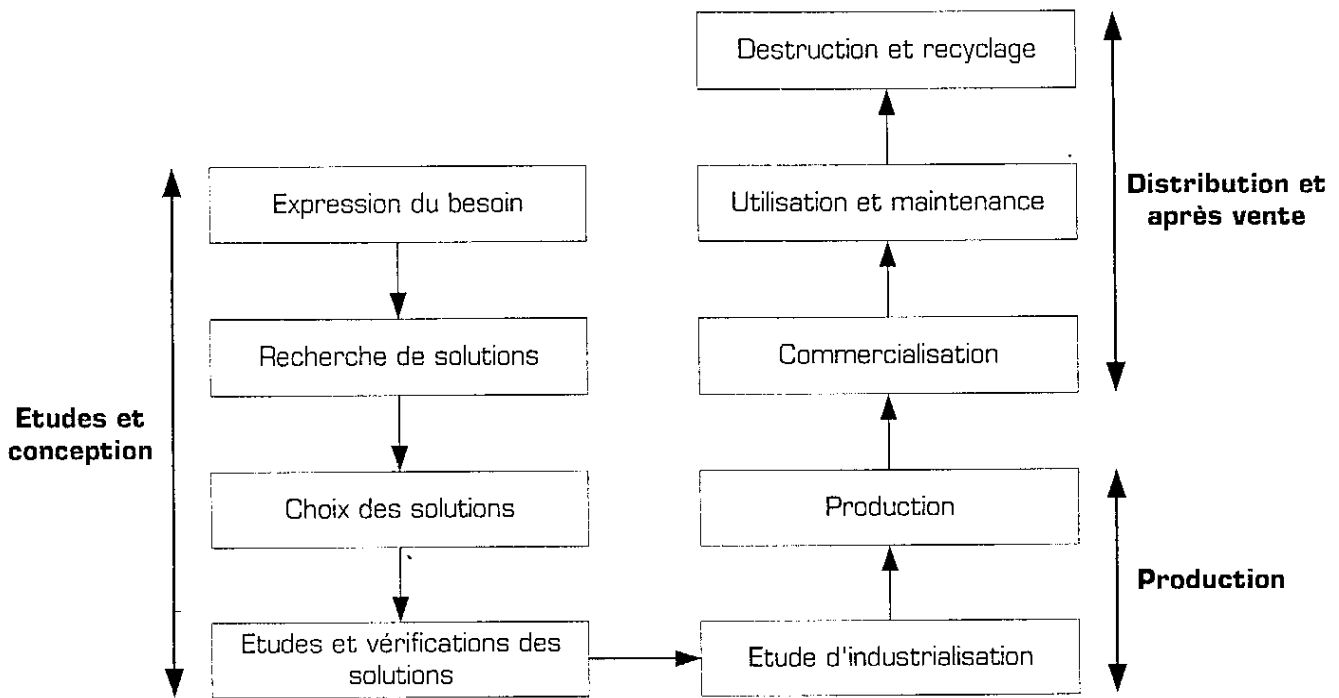 Etudes et
conception
Expression du besoin
Recherche de solutions
Choix des solutions
Etudes et vérifications des
solutions
Etude d'industrialisation
Production
Commercialisation
Utilisation et maintenance
Destruction et recyclage
Production
Distribution et
après vente